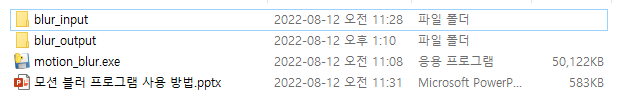 blur_input 2022-08-12 오전 11:28 파일 폴더
blur_output 2022-08-12 오후 1:10 파일 폴더
motion_blur.exe 2022-08-12 오전 11:08 응용 프로그램 50,122KB
모션 블러 프로그램 사용 방법.pptx 2022-08-12 오전 11:31 Microsoft PowerP... 583KB